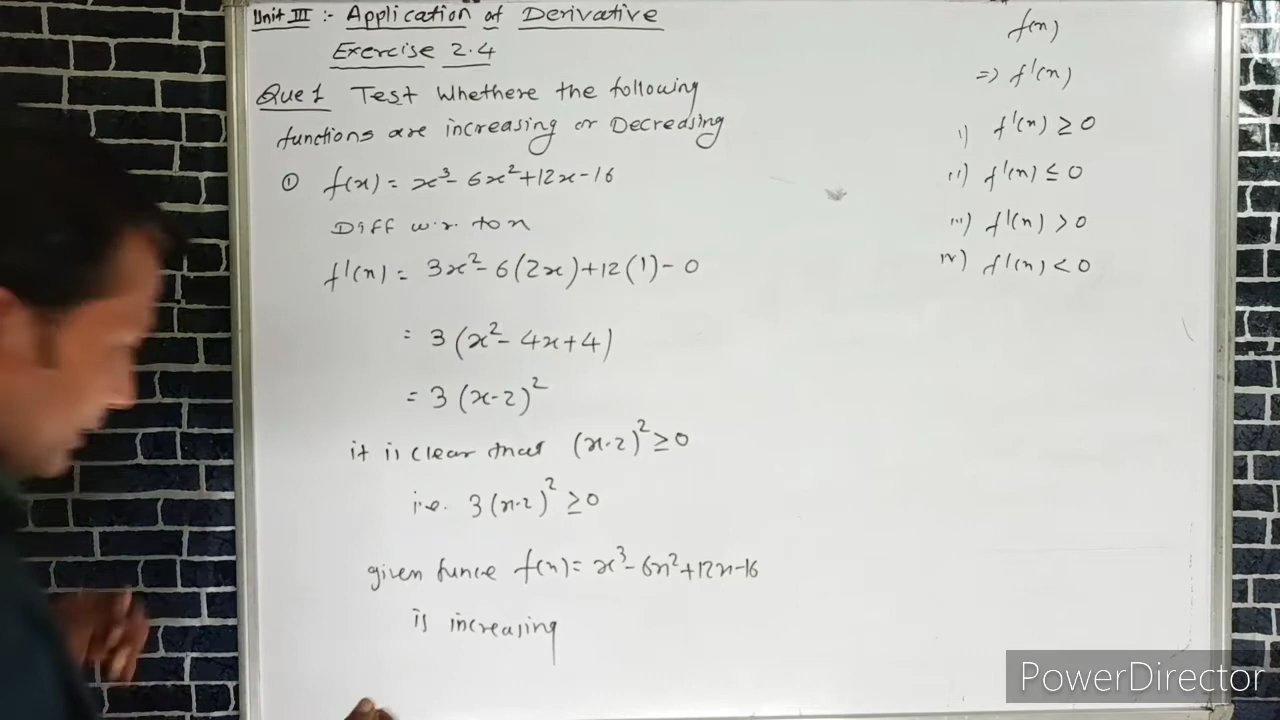 Unit III :- Application of Derivative
Exercise 2.4
Que 1 Test Whethere the following
functions are increasing or Decreasing
① f(x) = x³- 6x²+12x-16
Diff w.r. to x
f'(x) = 3x²- 6(2x)+12(1)- 0
= 3(x²- 4x+4)
= 3(x-2)²
it is clear that (x-2)² ≥0
i.e. 3(x-2)² ≥0
given func f(x)= x³- 6x²+12x-16
is increasing
f(x)
=> f'(x)
i) f'(x) ≥ 0
ii) f'(x) ≤ 0
iii) f'(x) > 0
iv) f'(x) < 0
PowerDirector